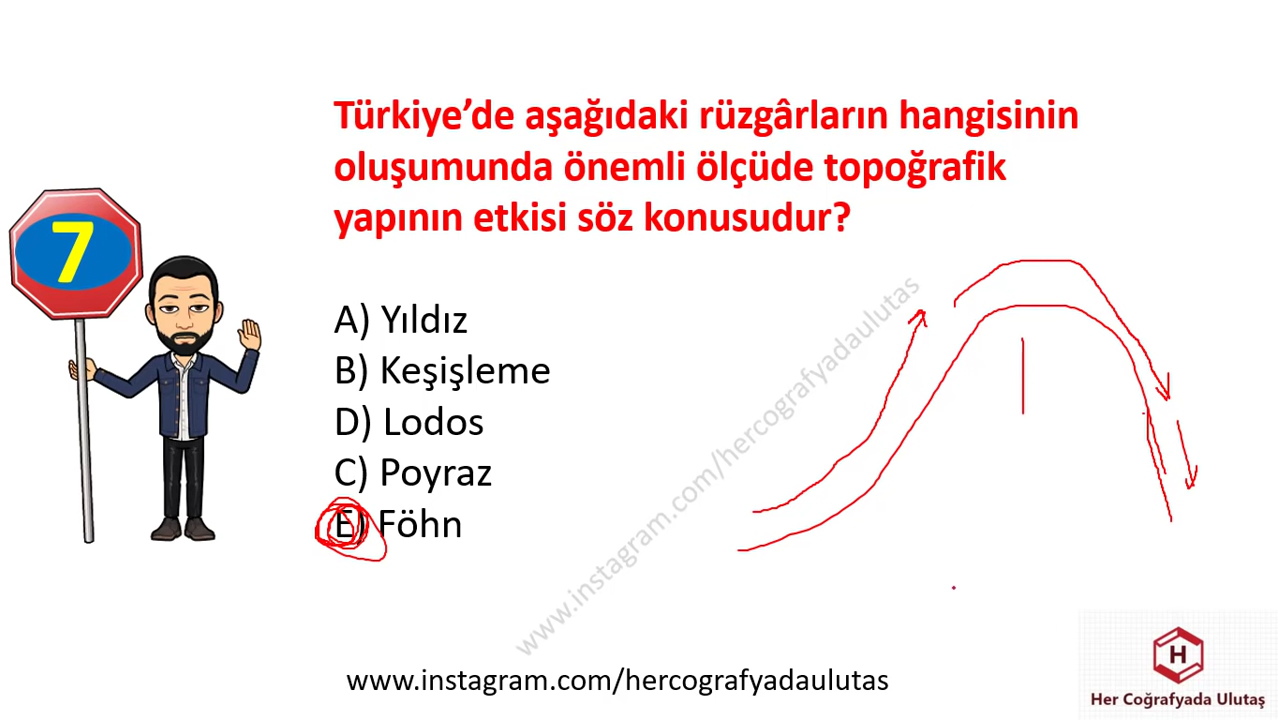 7
Türkiye’de aşağıdaki rüzgârların hangisinin
oluşumunda önemli ölçüde topoğrafik
yapının etkisi söz konusudur?
A) Yıldız
B) Keşişleme
D) Lodos
C) Poyraz
E) Föhn
www.instagram.com/hercografyadaulutas
www.instagram.com/hercografyadaulutas
H
Her Coğrafyada Ulutaş